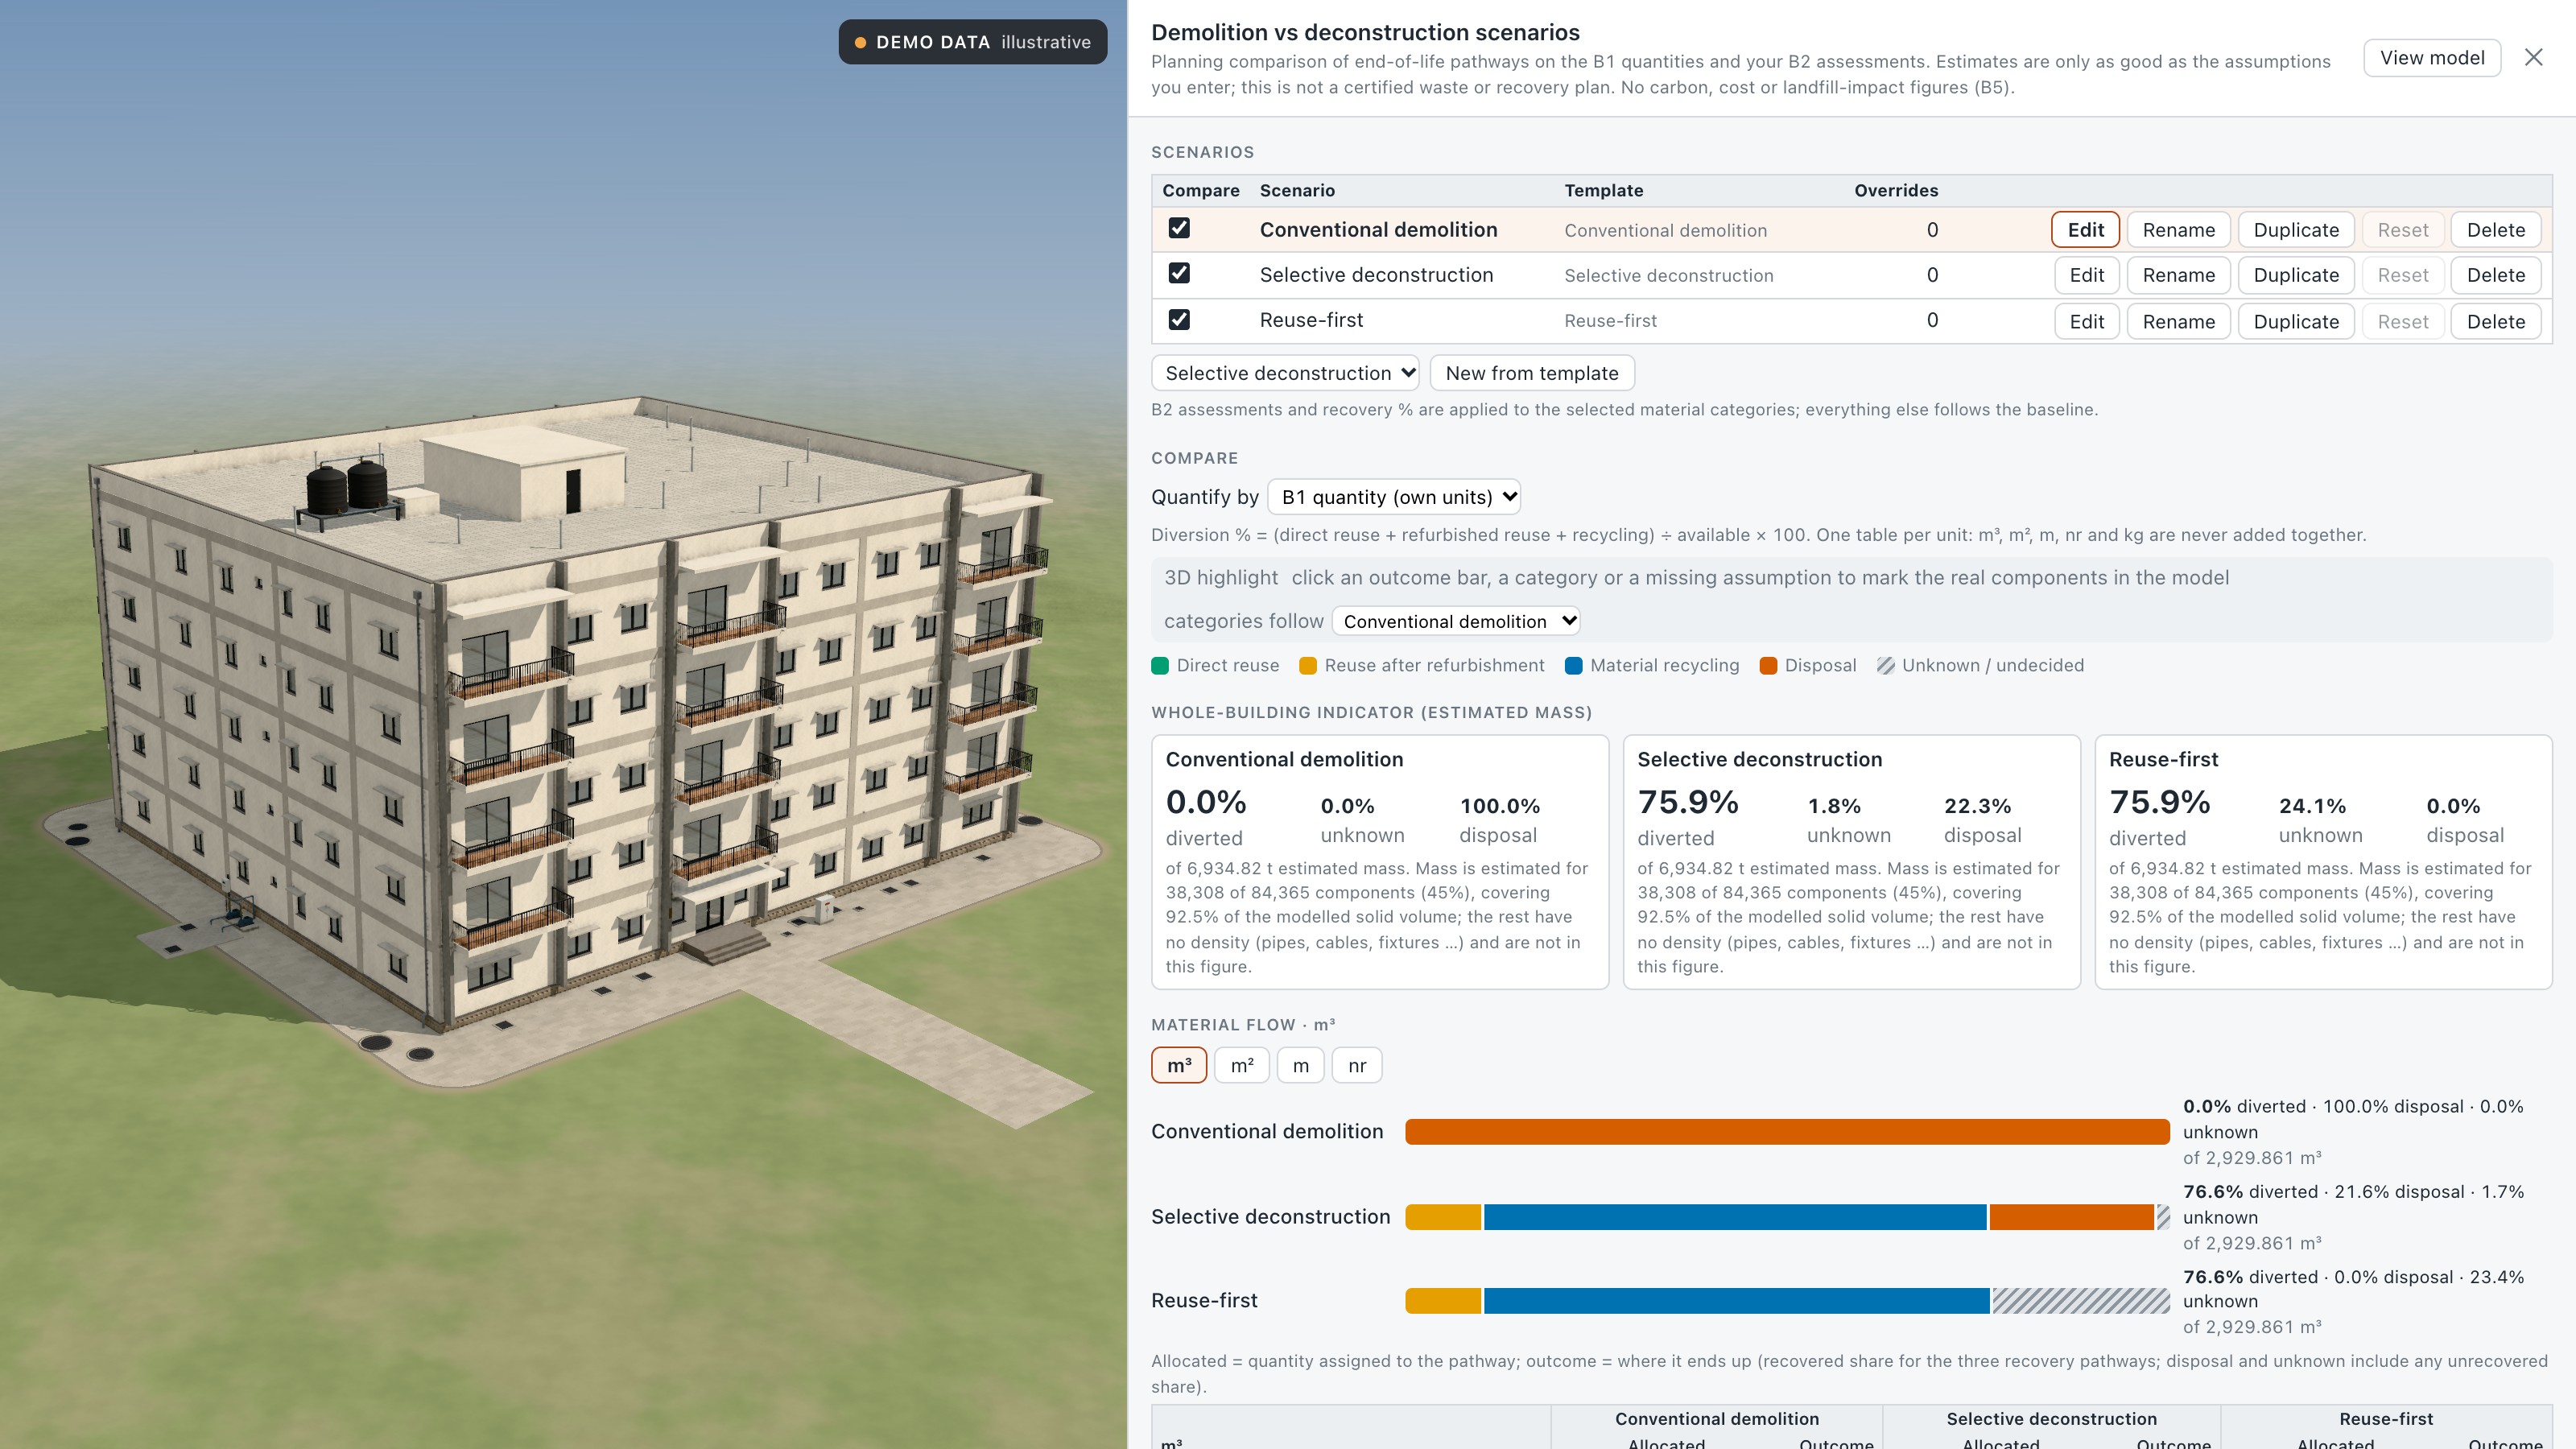 DEMO DATA illustrative
Demolition vs deconstruction scenarios
Planning comparison of end-of-life pathways on the B1 quantities and your B2 assessments. Estimates are only as good as the assumptions
you enter; this is not a certified waste or recovery plan. No carbon, cost or landfill-impact figures (B5).
View model
SCENARIOS
Compare Scenario Template Overrides
Conventional demolition Conventional demolition 0 Edit Rename Duplicate Reset Delete
Selective deconstruction Selective deconstruction 0 Edit Rename Duplicate Reset Delete
Reuse-first Reuse-first 0 Edit Rename Duplicate Reset Delete
Selective deconstruction New from template
B2 assessments and recovery % are applied to the selected material categories; everything else follows the baseline.
COMPARE
Quantify by B1 quantity (own units)
Diversion % = (direct reuse + refurbished reuse + recycling) ÷ available × 100. One table per unit: m³, m², m, nr and kg are never added together.
3D highlight click an outcome bar, a category or a missing assumption to mark the real components in the model
categories follow Conventional demolition
Direct reuse Reuse after refurbishment Material recycling Disposal Unknown / undecided
WHOLE-BUILDING INDICATOR (ESTIMATED MASS)
Conventional demolition
0.0% 0.0% 100.0%
diverted unknown disposal
of 6,934.82 t estimated mass. Mass is estimated for
38,308 of 84,365 components (45%), covering
92.5% of the modelled solid volume; the rest have
no density (pipes, cables, fixtures ...) and are not in
this figure.
Selective deconstruction
75.9% 1.8% 22.3%
diverted unknown disposal
of 6,934.82 t estimated mass. Mass is estimated for
38,308 of 84,365 components (45%), covering
92.5% of the modelled solid volume; the rest have
no density (pipes, cables, fixtures ...) and are not in
this figure.
Reuse-first
75.9% 24.1% 0.0%
diverted unknown disposal
of 6,934.82 t estimated mass. Mass is estimated for
38,308 of 84,365 components (45%), covering
92.5% of the modelled solid volume; the rest have
no density (pipes, cables, fixtures ...) and are not in
this figure.
MATERIAL FLOW · m³
m³ m² m nr
Conventional demolition
0.0% diverted · 100.0% disposal · 0.0%
unknown
of 2,929.861 m³
Selective deconstruction
76.6% diverted · 21.6% disposal · 1.7%
unknown
of 2,929.861 m³
Reuse-first
76.6% diverted · 0.0% disposal · 23.4%
unknown
of 2,929.861 m³
Allocated = quantity assigned to the pathway; outcome = where it ends up (recovered share for the three recovery pathways; disposal and unknown include any unrecovered
share).
Conventional demolition Selective deconstruction Reuse-first
m³ Allocated Outcome Allocated Outcome Allocated Outcome